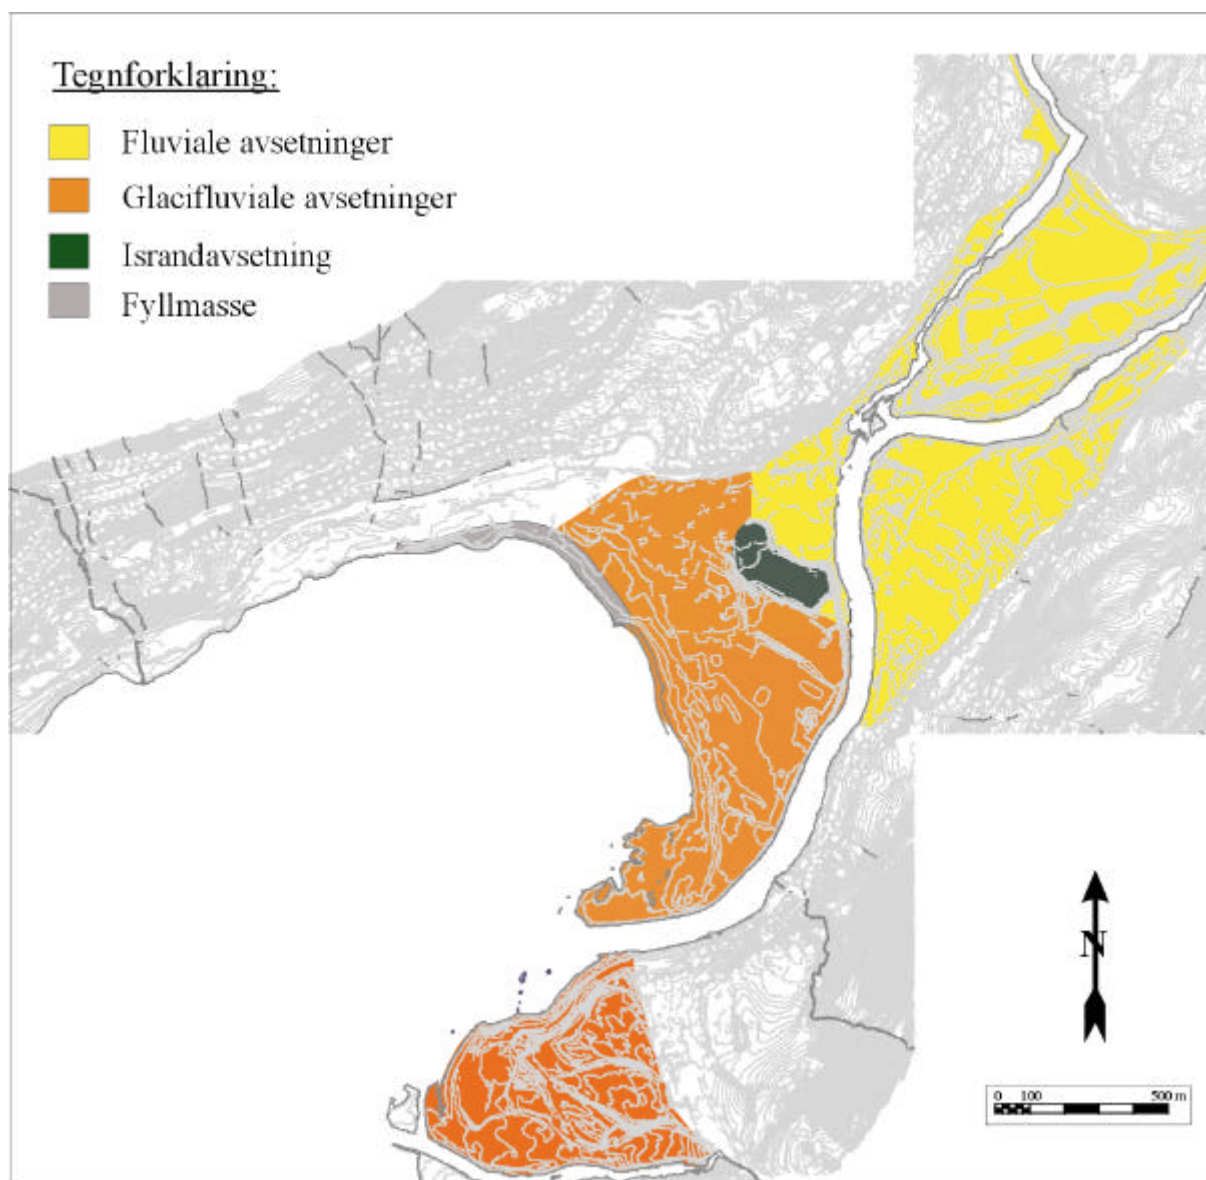 Tegnforklaring:
Fluviale avsetninger
Glacifluviale avsetninger
Israndavsetning
Fyllmasse
N
0 100 500 m